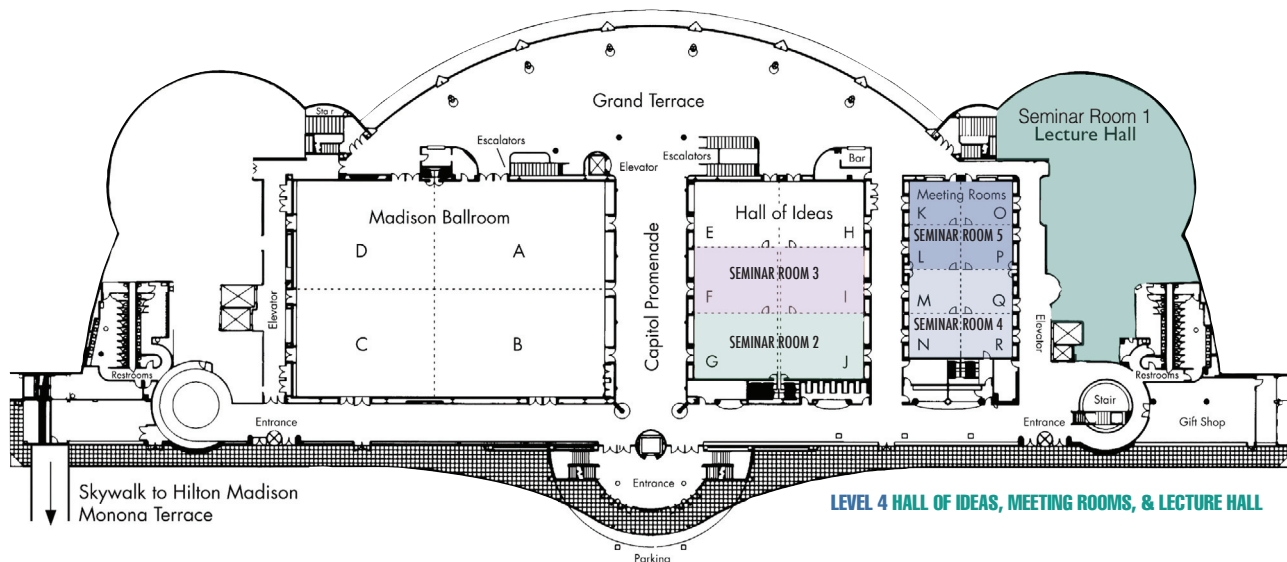 Grand Terrace
Stair
Escalators
Elevator
Escalators
Bar
Seminar Room 1
Lecture Hall
Madison Ballroom
D
A
C
B
Elevator
Capitol Promenade
Hall of Ideas
E
H
SEMINAR ROOM 3
F
I
SEMINAR ROOM 2
G
J
Meeting Rooms
K
O
SEMINAR ROOM 5
L
P
M
Q
SEMINAR ROOM 4
N
R
Elevator
Restrooms
Restrooms
Stair
Gift Shop
Entrance
Entrance
Entrance
Skywalk to Hilton Madison
Monona Terrace
LEVEL 4 HALL OF IDEAS, MEETING ROOMS, & LECTURE HALL
Parking